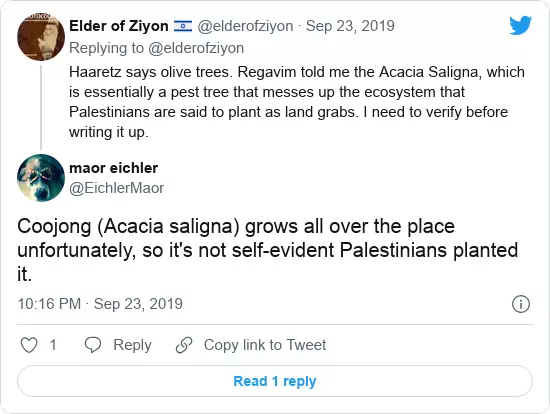 Elder of Ziyon 🇮🇱 @elderofziyon · Sep 23, 2019
Replying to @elderofziyon
Haaretz says olive trees. Regavim told me the Acacia Saligna, which
is essentially a pest tree that messes up the ecosystem that
Palestinians are said to plant as land grabs. I need to verify before
writing it up.
maor eichler
@EichlerMaor
Coojong (Acacia saligna) grows all over the place
unfortunately, so it's not self-evident Palestinians planted
it.
10:16 PM · Sep 23, 2019
1 Reply Copy link to Tweet
Read 1 reply